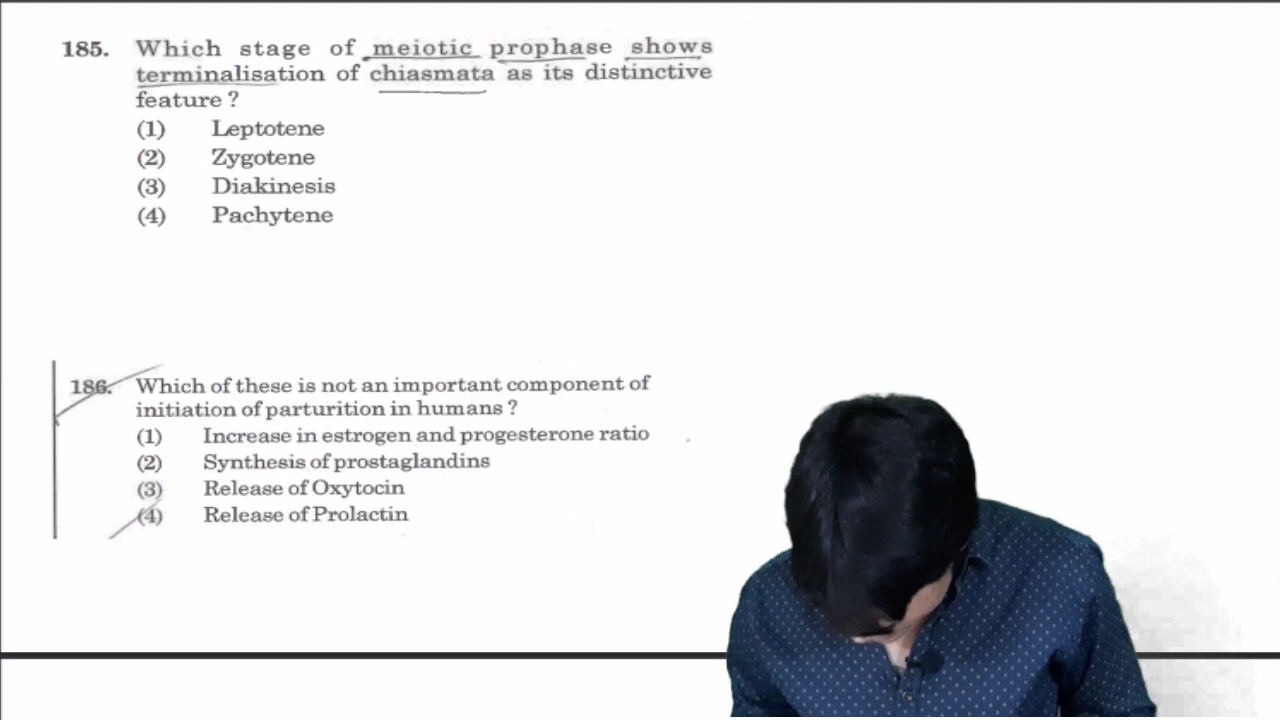 185. Which stage of meiotic prophase shows
terminalisation of chiasmata as its distinctive
feature ?
(1) Leptotene
(2) Zygotene
(3) Diakinesis
(4) Pachytene
186. Which of these is not an important component of
initiation of parturition in humans ?
(1) Increase in estrogen and progesterone ratio
(2) Synthesis of prostaglandins
(3) Release of Oxytocin
(4) Release of Prolactin